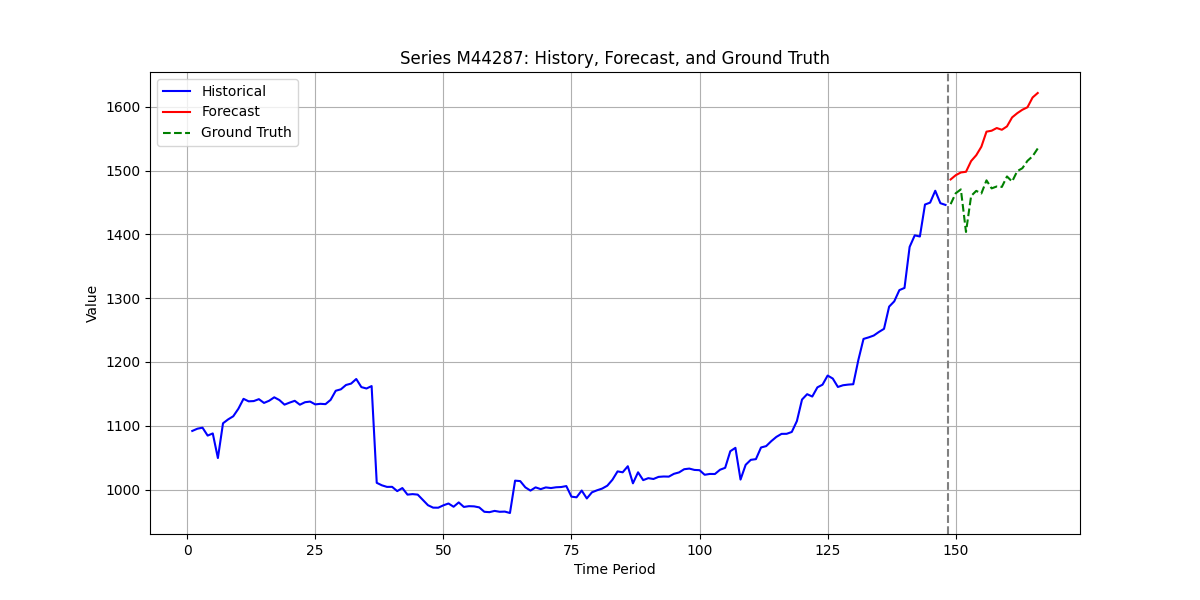 Series M44287: History, Forecast, and Ground Truth
Historical
Forecast
Ground Truth
1600
1500
1400
1300
1200
1100
1000
Value
0 25 50 75 100 125 150
Time Period